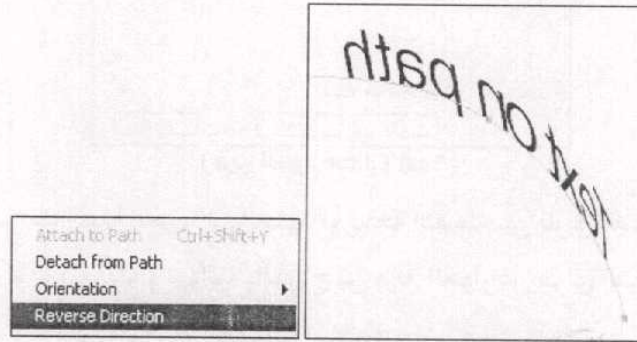 Attach to Path Ctrl+Shift+Y
Detach from Path
Orientation
Reverse Direction
text on path